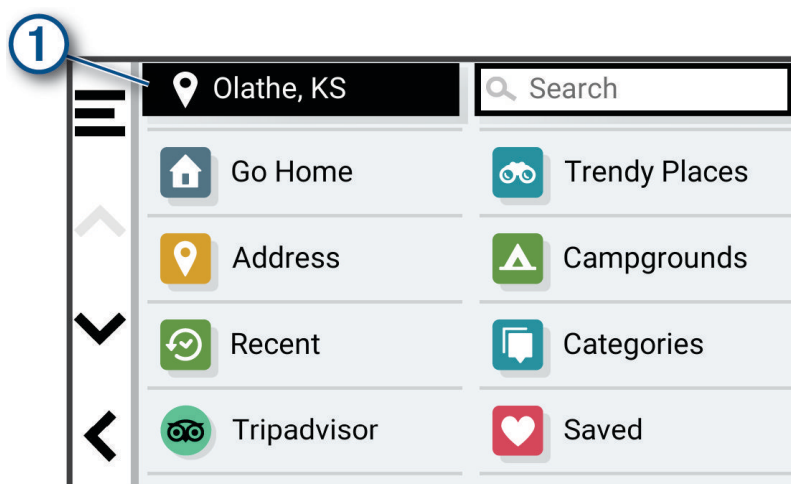 1
Olathe, KS
Search
Go Home
Trendy Places
Address
Campgrounds
Recent
Categories
Tripadvisor
Saved